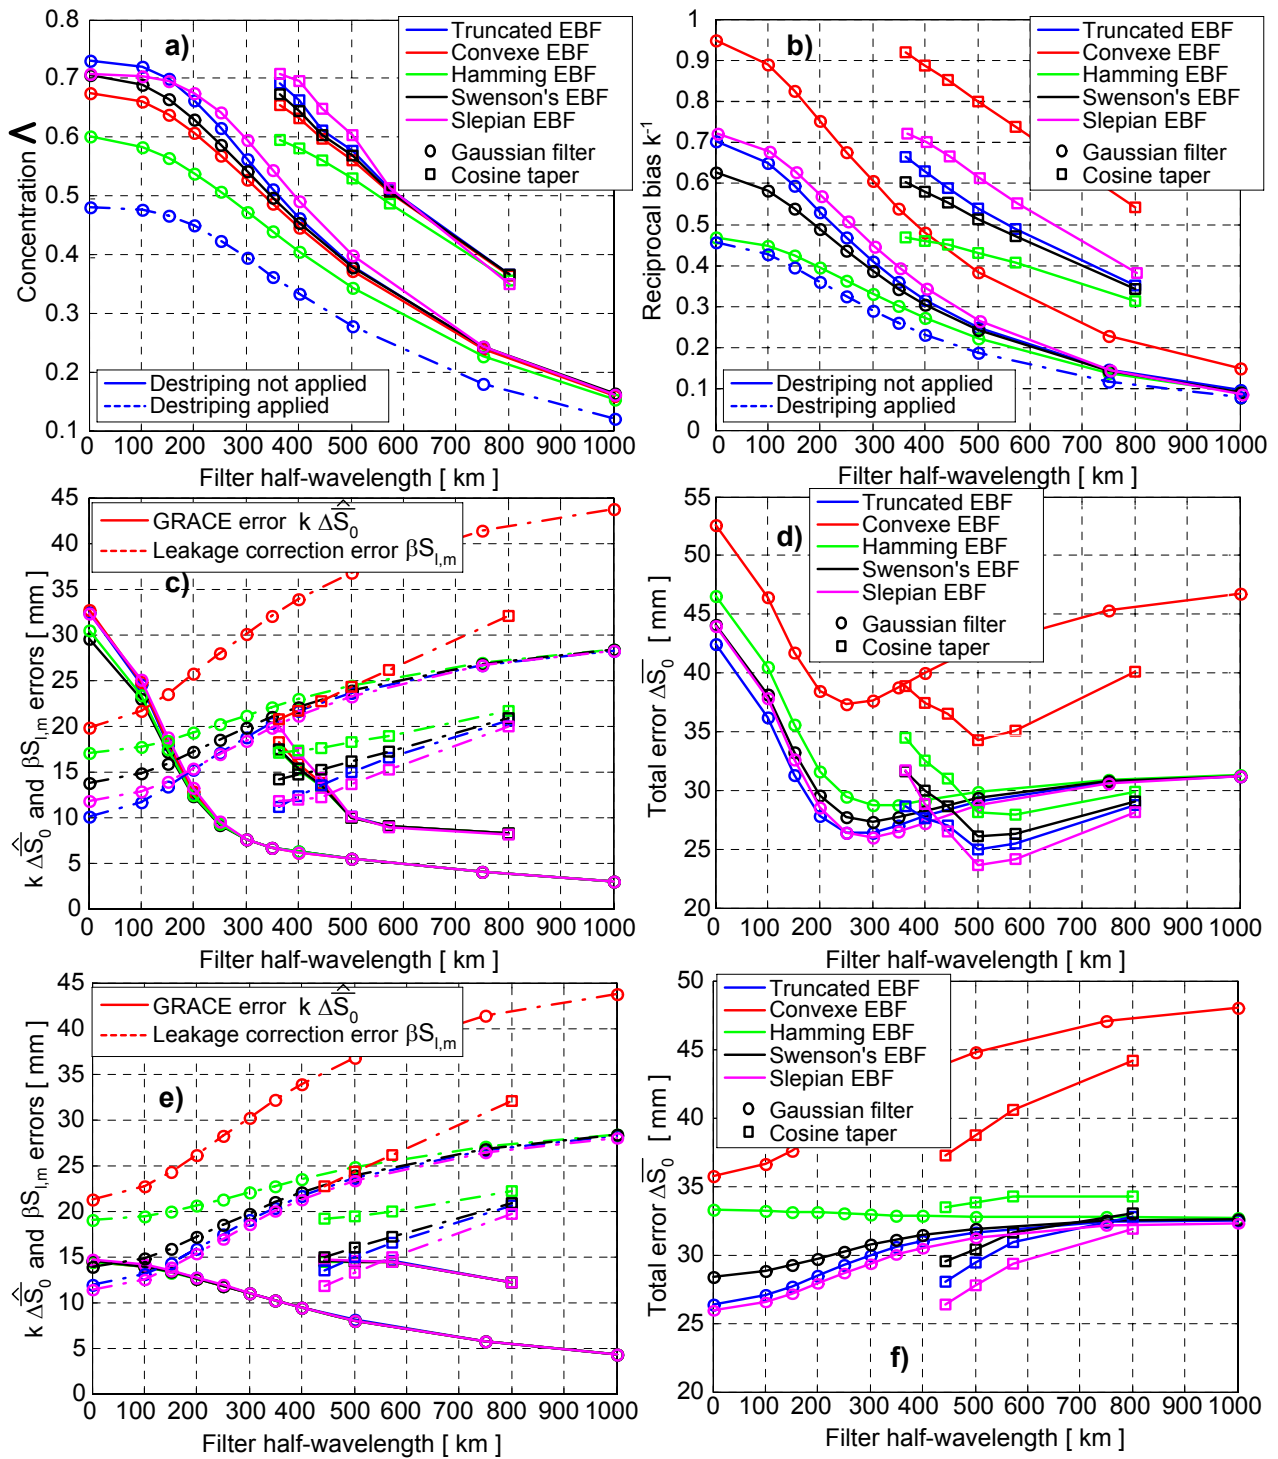 a)
Concentration Λ
0.8
0.7
0.6
0.5
0.4
0.3
0.2
0.1
Truncated EBF
Convexe EBF
Hamming EBF
Swenson's EBF
Slepian EBF
Gaussian filter
Cosine taper
Destriping not applied
Destriping applied
0 100 200 300 400 500 600 700 800 900 1000
Filter half-wavelength [ km ]
b)
Reciprocal bias k⁻¹
1
0.9
0.8
0.7
0.6
0.5
0.4
0.3
0.2
0.1
0
Truncated EBF
Convexe EBF
Hamming EBF
Swenson's EBF
Slepian EBF
Gaussian filter
Cosine taper
Destriping not applied
Destriping applied
0 100 200 300 400 500 600 700 800 900 1000
Filter half-wavelength [ km ]
c)
k ΔŜ₀ and βS_l,m errors [ mm ]
45
40
35
30
25
20
15
10
5
0
GRACE error k ΔŜ₀
Leakage correction error βS_l,m
0 100 200 300 400 500 600 700 800 900 1000
Filter half-wavelength [ km ]
d)
Total error ΔS₀ [ mm ]
55
50
45
40
35
30
25
20
Truncated EBF
Convexe EBF
Hamming EBF
Swenson's EBF
Slepian EBF
Gaussian filter
Cosine taper
0 100 200 300 400 500 600 700 800 900 1000
Filter half-wavelength [ km ]
e)
k ΔŜ₀ and βS_l,m errors [ mm ]
45
40
35
30
25
20
15
10
5
0
GRACE error k ΔŜ₀
Leakage correction error βS_l,m
0 100 200 300 400 500 600 700 800 900 1000
Filter half-wavelength [ km ]
f)
Total error ΔS₀ [ mm ]
50
45
40
35
30
25
20
Truncated EBF
Convexe EBF
Hamming EBF
Swenson's EBF
Slepian EBF
Gaussian filter
Cosine taper
0 100 200 300 400 500 600 700 800 900 1000
Filter half-wavelength [ km ]